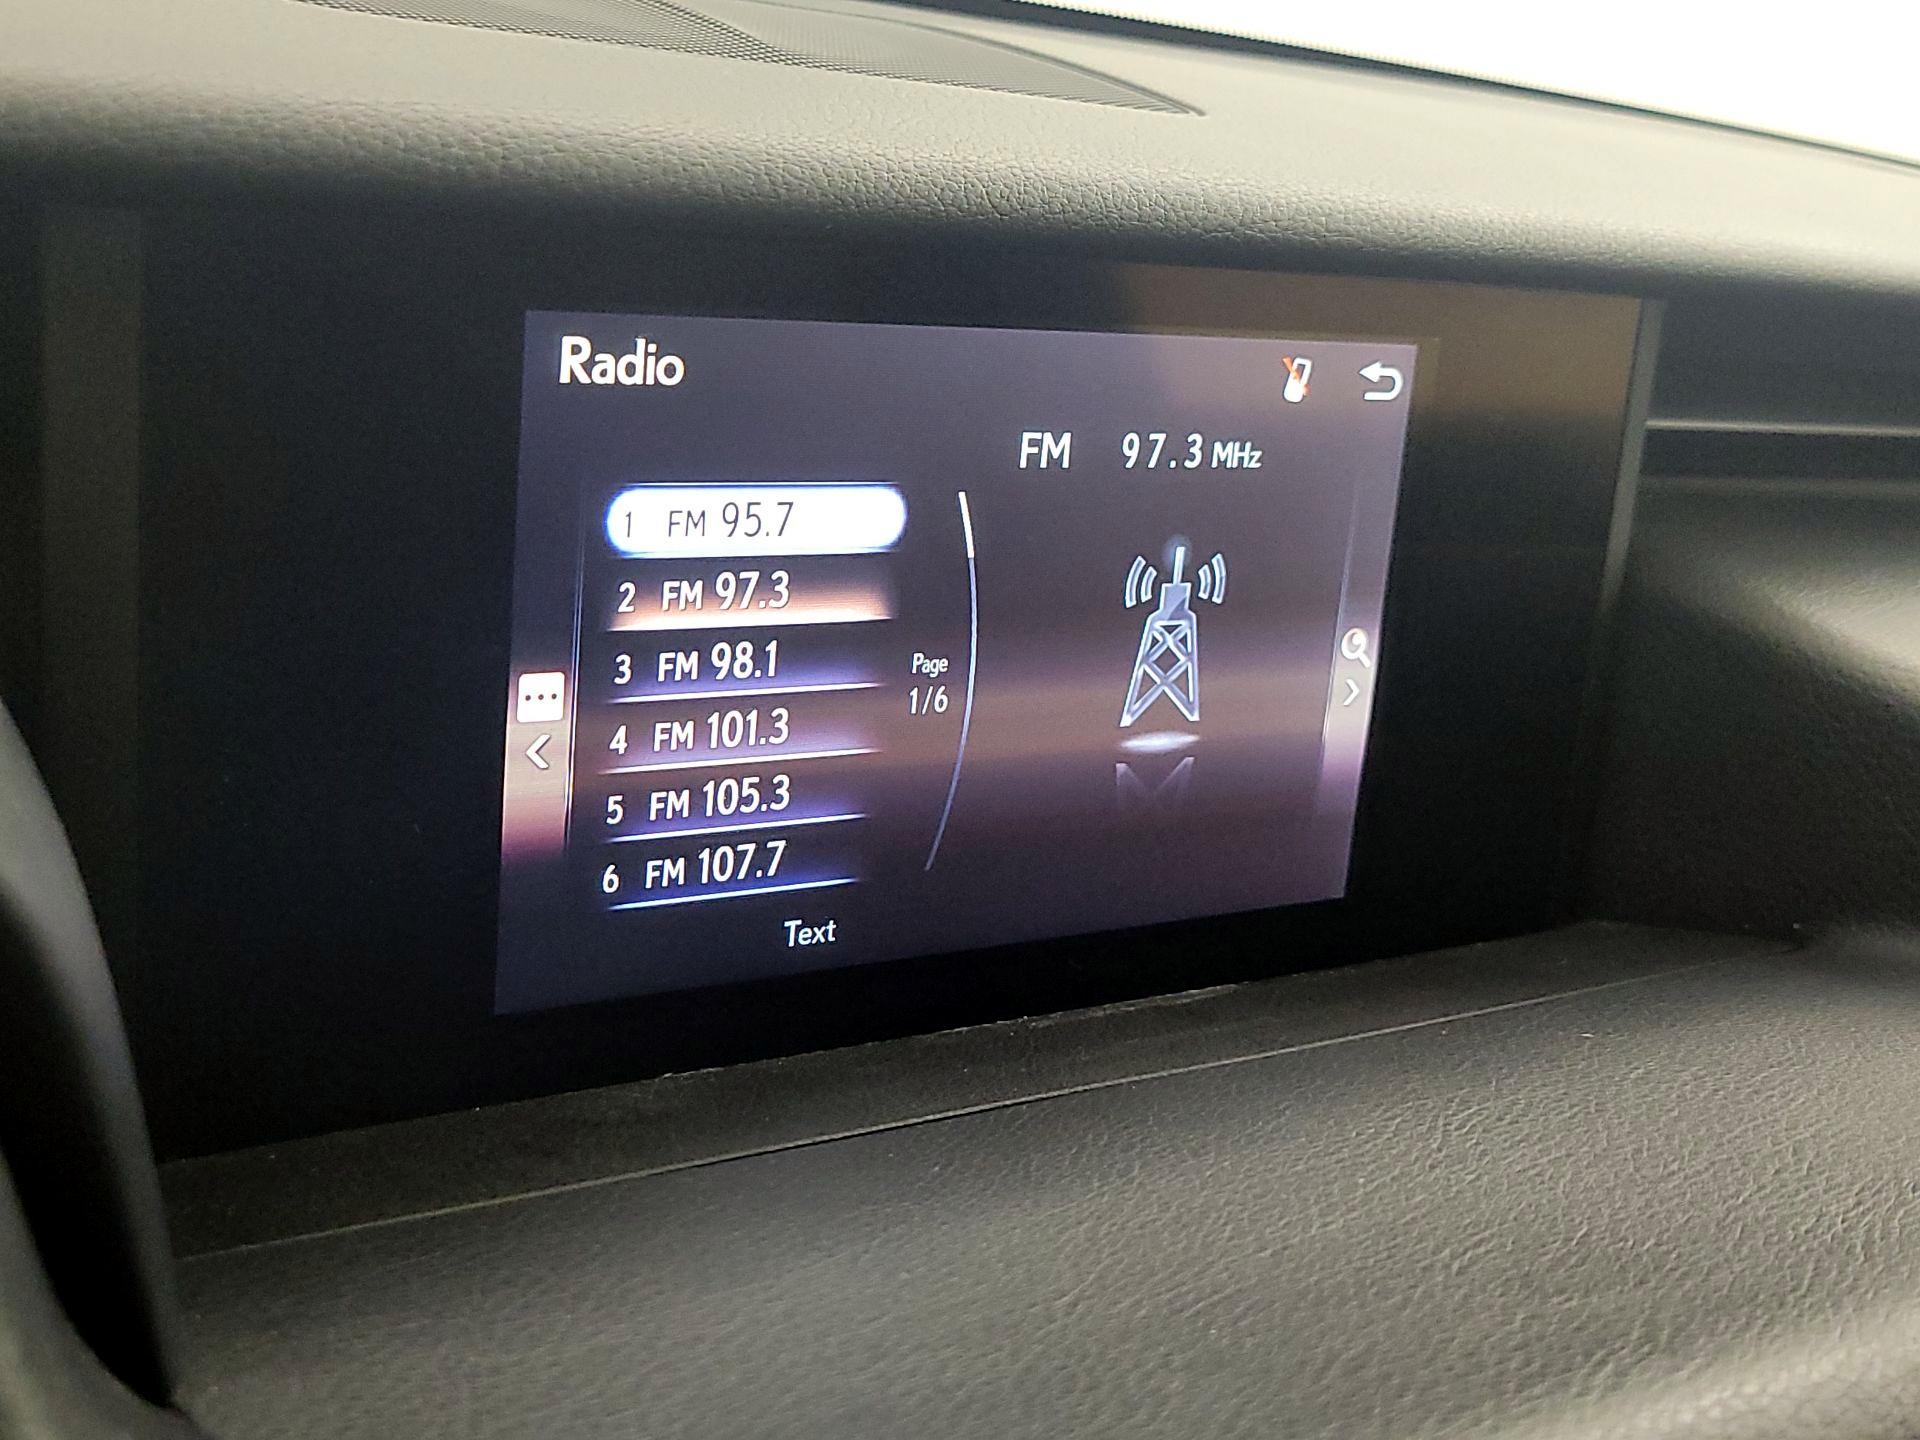 Radio
FM 97.3 MHz
1 FM 95.7
2 FM 97.3
3 FM 98.1
4 FM 101.3
5 FM 105.3
6 FM 107.7
Page
1/6
Text